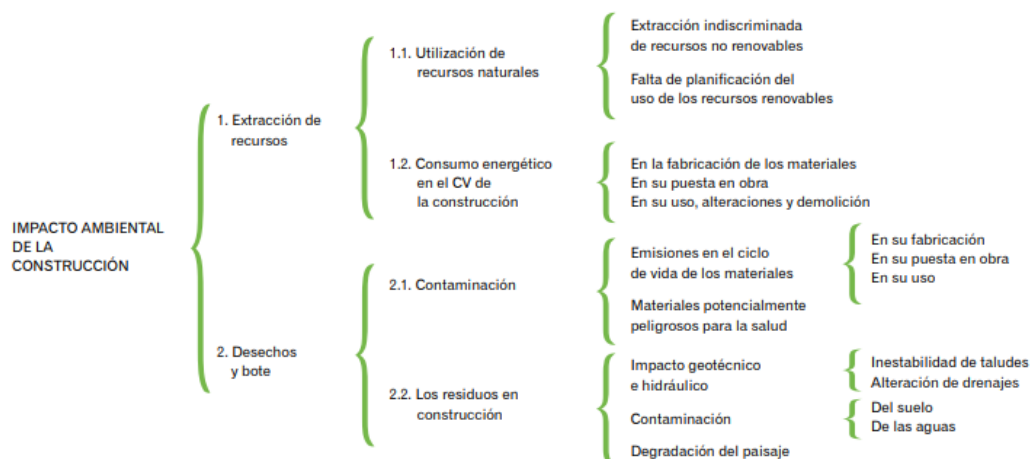 IMPACTO AMBIENTAL
DE LA
CONSTRUCCIÓN
1. Extracción de
recursos
1.1. Utilización de
recursos naturales
Extracción indiscriminada
de recursos no renovables
Falta de planificación del
uso de los recursos renovables
1.2. Consumo energético
en el CV de
la construcción
En la fabricación de los materiales
En su puesta en obra
En su uso, alteraciones y demolición
2. Desechos
y bote
2.1. Contaminación
Emisiones en el ciclo
de vida de los materiales
En su fabricación
En su puesta en obra
En su uso
Materiales potencialmente
peligrosos para la salud
2.2. Los residuos en
construcción
Impacto geotécnico
e hidráulico
Inestabilidad de taludes
Alteración de drenajes
Contaminación
Del suelo
De las aguas
Degradación del paisaje